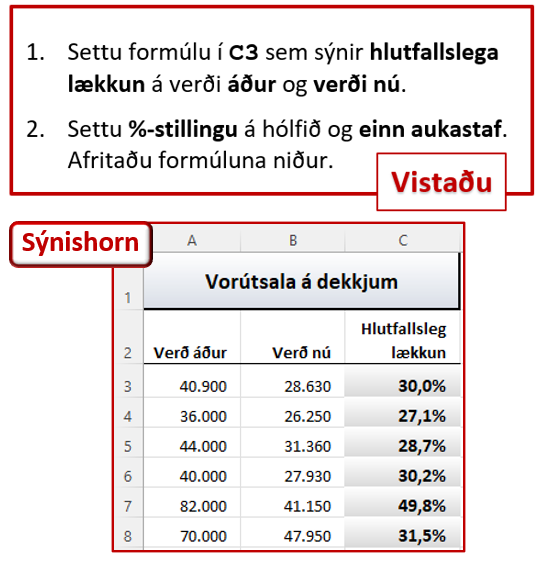 1. Settu formúlu í C3 sem sýnir hlutfallslega
lækkun á verði áður og verði nú.
2. Settu %-stillingu á hólfið og einn aukastaf.
Afritaðu formúluna niður.
Vistaðu
Sýnishorn
A B C
1 Vorútsala á dekkjum
Hlutfallsleg
2 Verð áður Verð nú lækkun
3 40.900 28.630 30,0%
4 36.000 26.250 27,1%
5 44.000 31.360 28,7%
6 40.000 27.930 30,2%
7 82.000 41.150 49,8%
8 70.000 47.950 31,5%